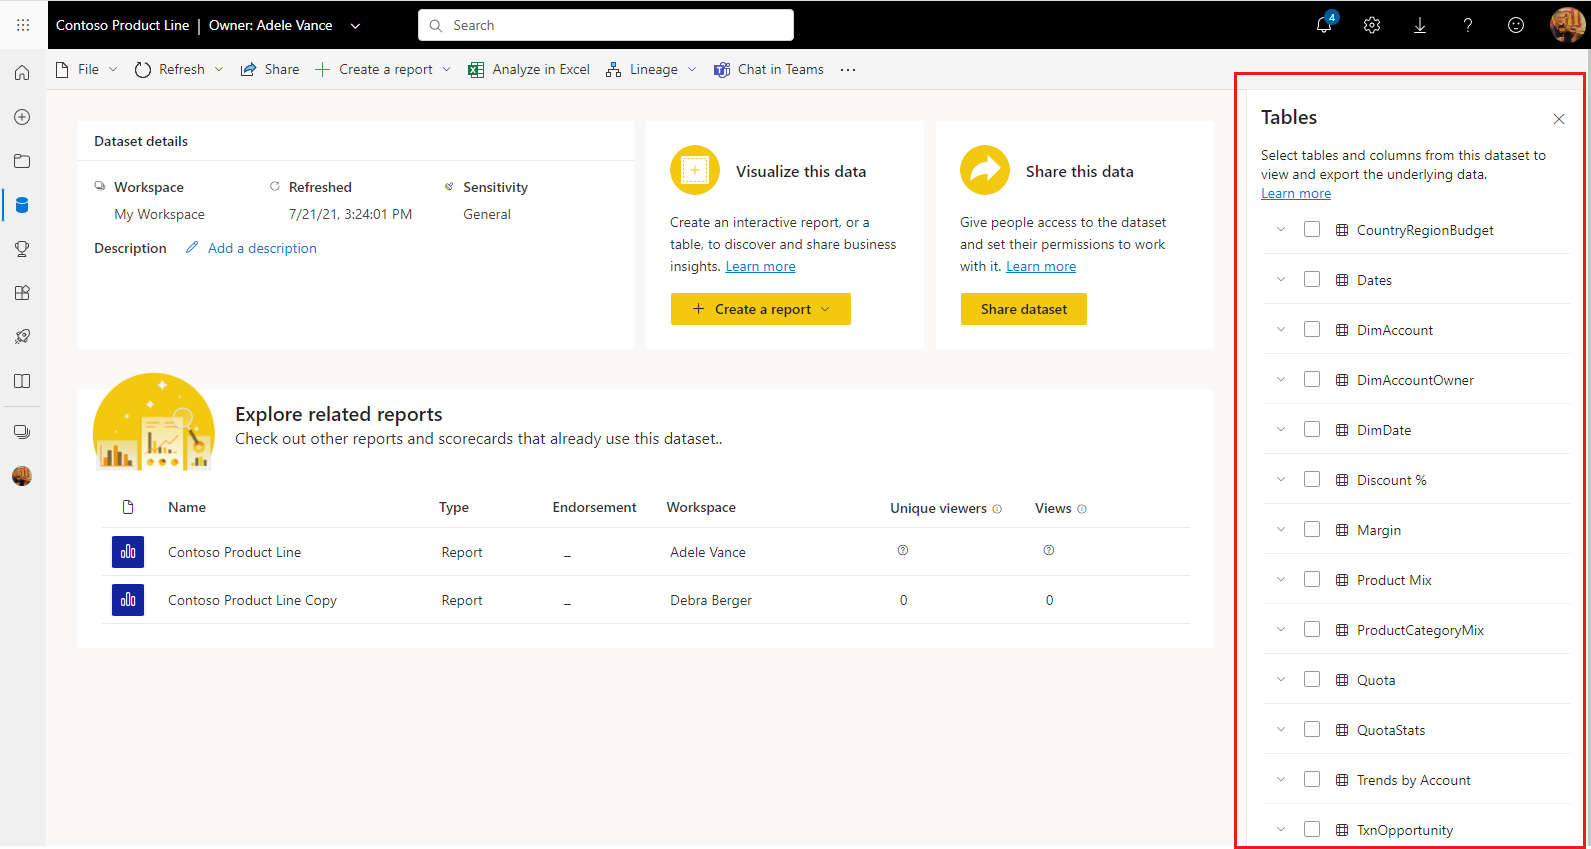 Contoso Product Line | Owner: Adele Vance
Search
4
File
Refresh
Share
Create a report
Analyze in Excel
Lineage
Chat in Teams
Dataset details
Workspace
My Workspace
Refreshed
7/21/21, 3:24:01 PM
Sensitivity
General
Description
Add a description
Visualize this data
Create an interactive report, or a
table, to discover and share business
insights. Learn more
Create a report
Share this data
Give people access to the dataset
and set their permissions to work
with it. Learn more
Share dataset
Explore related reports
Check out other reports and scorecards that already use this dataset..
Name Type Endorsement Workspace Unique viewers Views
Contoso Product Line Report _ Adele Vance
Contoso Product Line Copy Report _ Debra Berger 0 0
Tables
Select tables and columns from this dataset to
view and export the underlying data.
Learn more
CountryRegionBudget
Dates
DimAccount
DimAccountOwner
DimDate
Discount %
Margin
Product Mix
ProductCategoryMix
Quota
QuotaStats
Trends by Account
TxnOpportunity